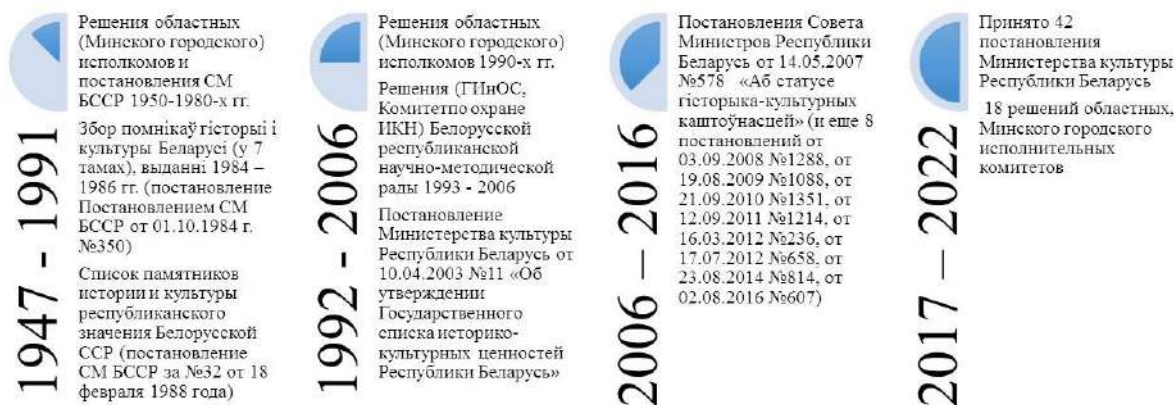 1947 - 1991
Решения областных
(Минского городского)
исполкомов и
постановления СМ
БССР 1950-1980-х гг.
Збор помнікаў гісторыі і
культуры Беларусі (у 7
тамах), выданні 1984 –
1986 гг. (постановление
Постановлением СМ
БССР от 01.10.1984 г.
№350)
Список памятников
истории и культуры
республиканского
значения Белорусской
ССР (постановление
СМ БССР за №32 от 18
февраля 1988 года)
1992 - 2006
Решения областных
(Минского городского)
исполкомов 1990-х гг.
Решения (ГИиОС,
Комитетпо охране
ИКН) Белорусской
республиканской
научно-методической
рады 1993 - 2006
Постановление
Министерства культуры
Республики Беларусь от
10.04.2003 №11 «Об
утверждении
Государственного
списка историко-
культурных ценностей
Республики Беларусь»
2006 – 2016
Постановления Совета
Министров Республики
Беларусь от 14.05.2007
№578 «Аб статусе
гісторыка-культурных
каштоўнасцей» (и еще 8
постановлений от
03.09.2008 №1288, от
19.08.2009 №1088, от
21.09.2010 №1351, от
12.09.2011 №1214, от
16.03.2012 №236, от
17.07.2012 №658, от
23.08.2014 №814, от
02.08.2016 №607)
2017 – 2022
Принято 42
постановления
Министерства культуры
Республики Беларусь
18 решений областных,
Минского городского
исполнительных
комитетов